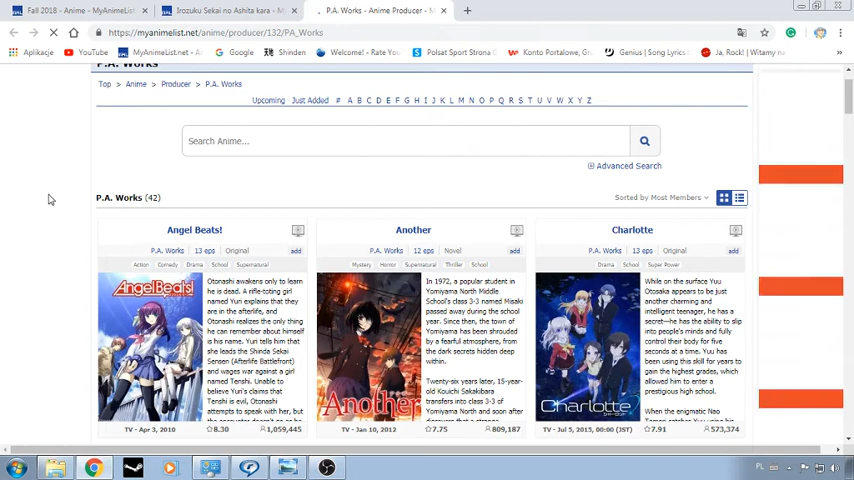 Fall 2018 - Anime - MyAnimeList
Irozuku Sekai no Ashita kara - M
P.A. Works - Anime Producer - M
https://myanimelist.net/anime/producer/132/PA_Works
Aplikacje YouTube MyAnimeList.net - A Google Shinden Welcome! - Rate You Polsat Sport Strona G Konto Portalowe, Gr Genius | Song Lyrics Ja, Rock! | Witamy na
P.A. Works
Top > Anime > Producer > P.A. Works
Upcoming Just Added # A B C D E F G H I J K L M N O P Q R S T U V W X Y Z
Search Anime...
Advanced Search
P.A. Works (42)
Sorted by Most Members
Angel Beats!
P.A. Works 13 eps Original add
Action Comedy Drama School Supernatural
Otonashi awakens only to learn
he is dead. A rifle-toting girl
named Yuri explains that they
are in the afterlife, and
Otonashi realizes the only thing
he can remember about himself
is his name. Yuri tells him that
she leads the Shinda Sekai
Sensen (Afterlife Battlefront)
and wages war against a girl
named Tenshi. Unable to
believe Yuri's claims that
Tenshi is evil, Otonashi
attempts to speak with her, but
Angel Beats!
TV - Apr 3, 2010 8.30 1,059,445
Another
P.A. Works 12 eps Novel add
Mystery Horror Supernatural Thriller School
In 1972, a popular student in
Yomiyama North Middle
School's class 3-3 named Misaki
passed away during the school
year. Since then, the town of
Yomiyama has been shrouded
by a fearful atmosphere, from
the dark secrets hidden deep
within.
Twenty-six years later, 15-year-
old Kouichi Sakakibara
transfers into class 3-3 of
Yomiyama North and soon after
Another
TV - Jan 10, 2012 7.75 809,187
Charlotte
P.A. Works 13 eps Original add
Drama School Super Power
While on the surface Yuu
Otosaka appears to be just
another charming and
intelligent teenager, he has a
secret—he has the ability to slip
into people's minds and fully
control their body for five
seconds at a time. Yuu has
been using this skill for years to
gain the highest grades, which
allowed him to enter a
prestigious high school.
When the enigmatic Nao
Charlotte
TV - Jul 5, 2015, 00:00 (JST) 7.91 573,374
PL